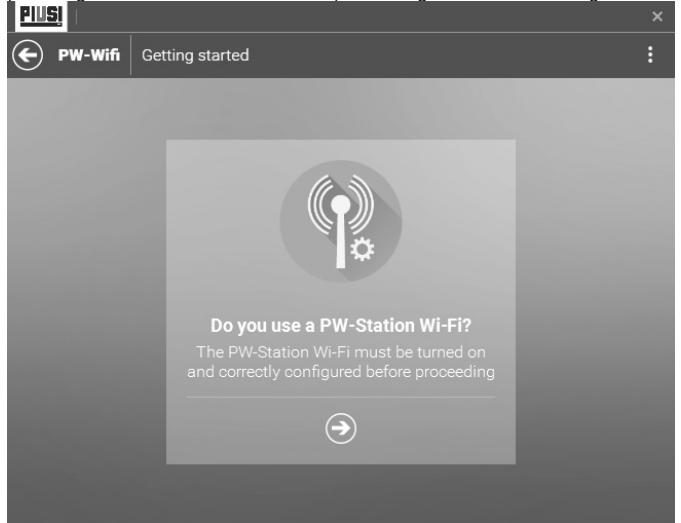 PIUSI
PW-Wifi Getting started
Do you use a PW-Station Wi-Fi?
The PW-Station Wi-Fi must be turned on
and correctly configured before proceeding